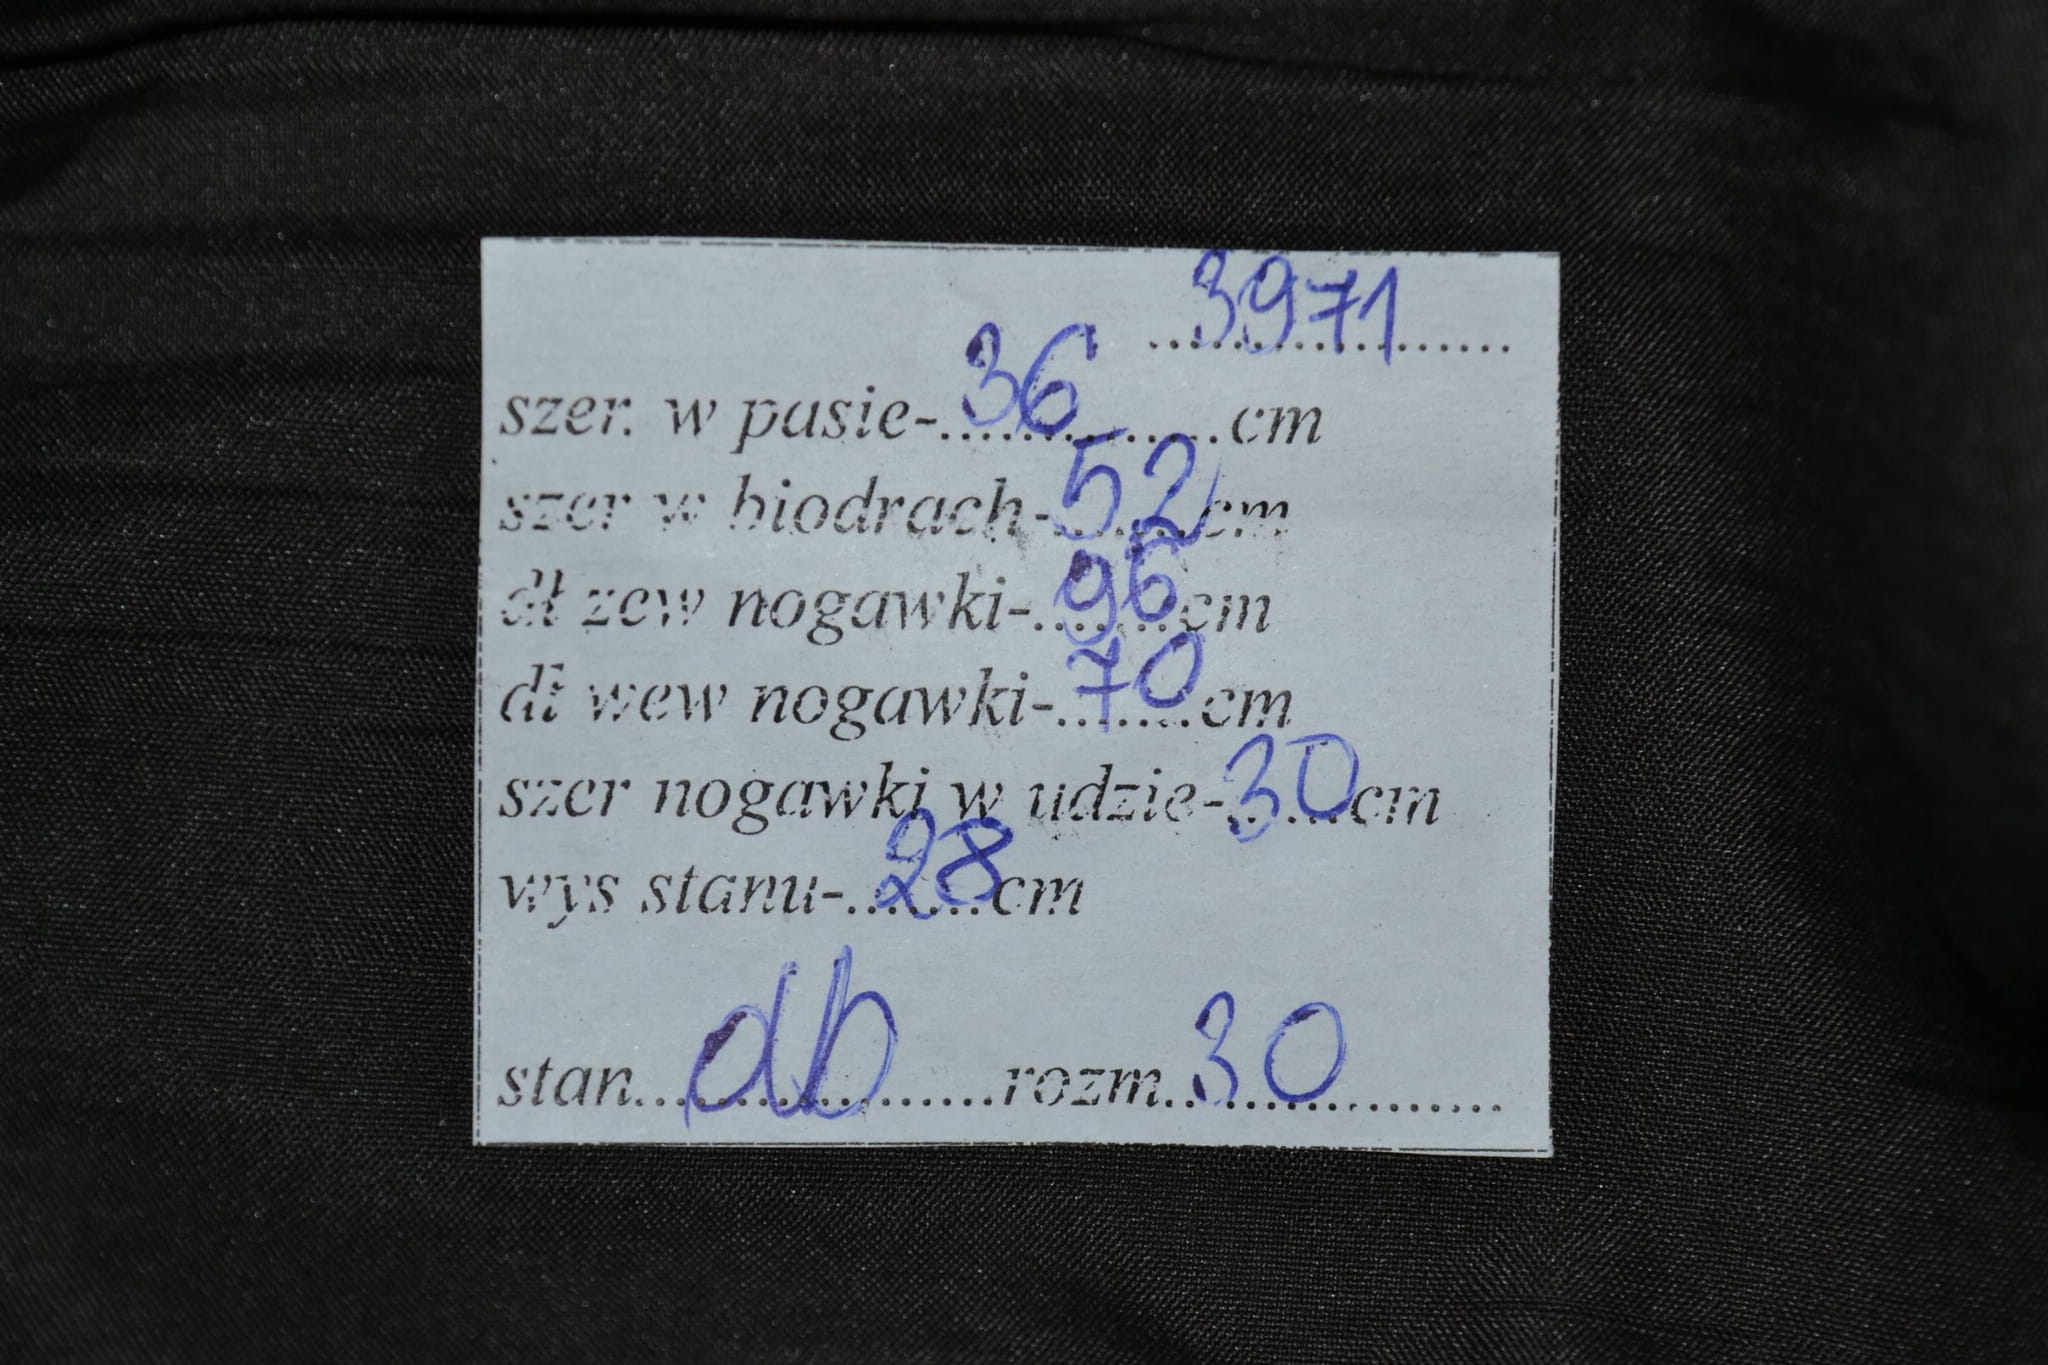 3971
szer. w pasie-36 cm
szer w biodrach-52 cm
dł zew nogawki-96 cm
dł wew nogawki-70 cm
szer nogawki w udzie-30 cm
wys stanu-28 cm
stan db rozm. 30